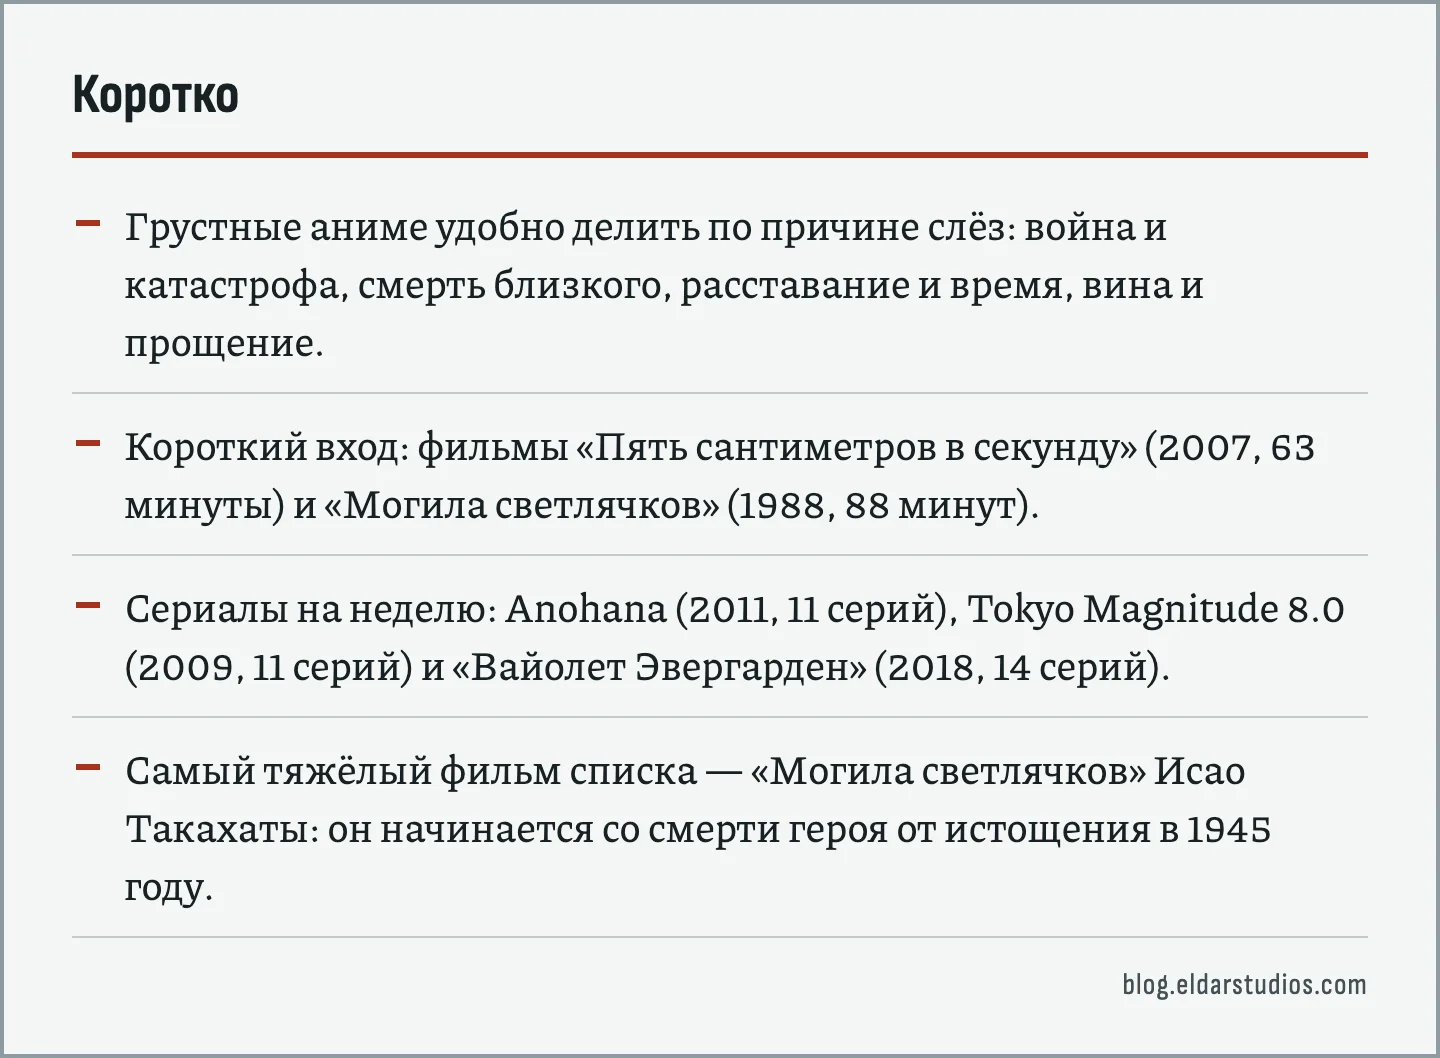 Коротко
Грустные аниме удобно делить по причине слёз: война и
катастрофа, смерть близкого, расставание и время, вина и
прощение.
Короткий вход: фильмы «Пять сантиметров в секунду» (2007, 63
минуты) и «Могила светлячков» (1988, 88 минут).
Сериалы на неделю: Anohana (2011, 11 серий), Tokyo Magnitude 8.0
(2009, 11 серий) и «Вайолет Эвергарден» (2018, 14 серий).
Самый тяжёлый фильм списка — «Могила светлячков» Исао
Такахаты: он начинается со смерти героя от истощения в 1945
году.
blog.eldarstudios.com